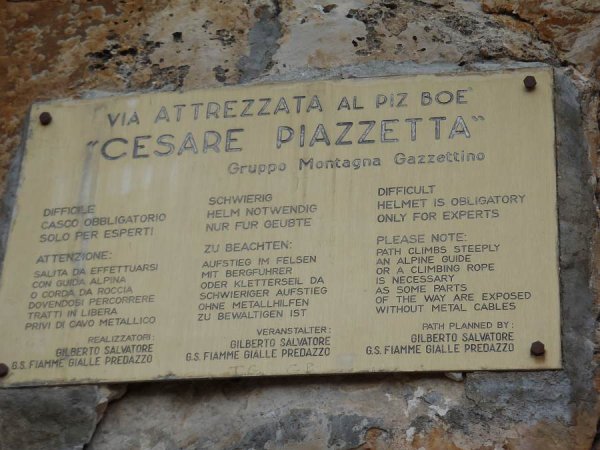 VIA ATTREZZATA AL PIZ BOE'
"CESARE PIAZZETTA"
Gruppo Montagna Gazzettino
DIFFICILE
CASCO OBBLIGATORIO
SOLO PER ESPERTI
ATTENZIONE:
SALITA DA EFFETTUARSI
CON GUIDA ALPINA
O CORDA DA ROCCIA
DOVENDOSI PERCORRERE
TRATTI IN LIBERA
PRIVI DI CAVO METALLICO
REALIZZATORI:
GILBERTO SALVATORE
G.S. FIAMME GIALLE PREDAZZO
SCHWIERIG
HELM NOTWENDIG
NUR FUR GEUBTE
ZU BEACHTEN:
AUFSTIEG IM FELSEN
MIT BERGFUHRER
ODER KLETTERSEIL DA
SCHWIERIGER AUFSTIEG
OHNE METALLHILFEN
ZU BEWALTIGEN IST
VERANSTALTER:
GILBERTO SALVATORE
G.S. FIAMME GIALLE PREDAZZO
DIFFICULT
HELMET IS OBLIGATORY
ONLY FOR EXPERTS
PLEASE NOTE:
PATH CLIMBS STEEPLY
AN ALPINE GUIDE
OR A CLIMBING ROPE
IS NECESSARY
AS SOME PARTS
OF THE WAY ARE EXPOSED
WITHOUT METAL CABLES
PATH PLANNED BY:
GILBERTO SALVATORE
G.S. FIAMME GIALLE PREDAZZO